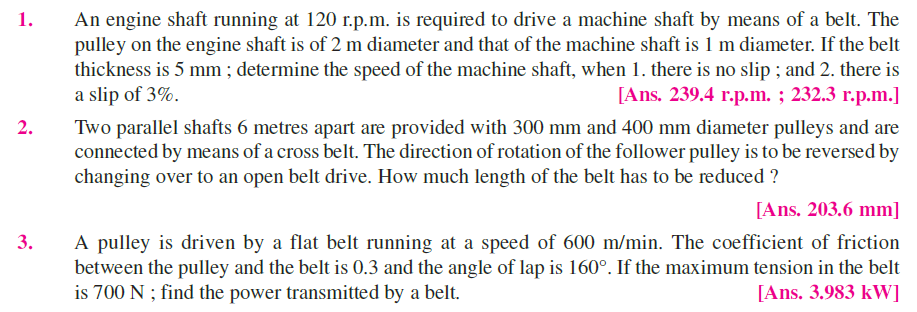 1. An engine shaft running at 120 r.p.m. is required to drive a machine shaft by means of a belt. The
pulley on the engine shaft is of 2 m diameter and that of the machine shaft is 1 m diameter. If the belt
thickness is 5 mm ; determine the speed of the machine shaft, when 1. there is no slip ; and 2. there is
a slip of 3%. [Ans. 239.4 r.p.m. ; 232.3 r.p.m.]
2. Two parallel shafts 6 metres apart are provided with 300 mm and 400 mm diameter pulleys and are
connected by means of a cross belt. The direction of rotation of the follower pulley is to be reversed by
changing over to an open belt drive. How much length of the belt has to be reduced ?
[Ans. 203.6 mm]
3. A pulley is driven by a flat belt running at a speed of 600 m/min. The coefficient of friction
between the pulley and the belt is 0.3 and the angle of lap is 160°. If the maximum tension in the belt
is 700 N ; find the power transmitted by a belt. [Ans. 3.983 kW]